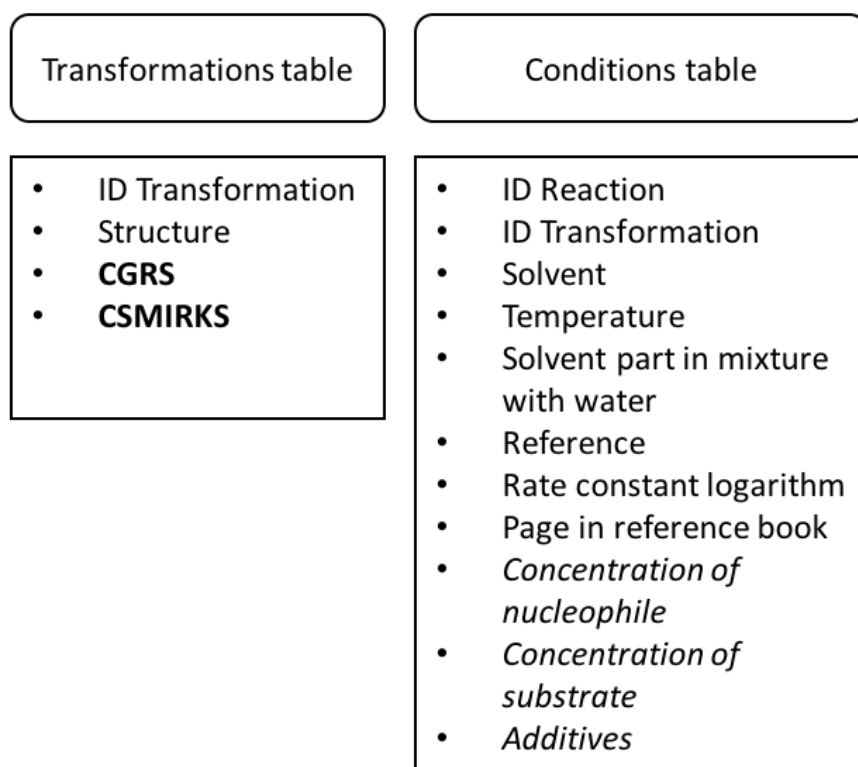 Transformations table
Conditions table
• ID Transformation
• Structure
• CGRS
• CSMIRKS
• ID Reaction
• ID Transformation
• Solvent
• Temperature
• Solvent part in mixture
with water
• Reference
• Rate constant logarithm
• Page in reference book
• Concentration of
nucleophile
• Concentration of
substrate
• Additives